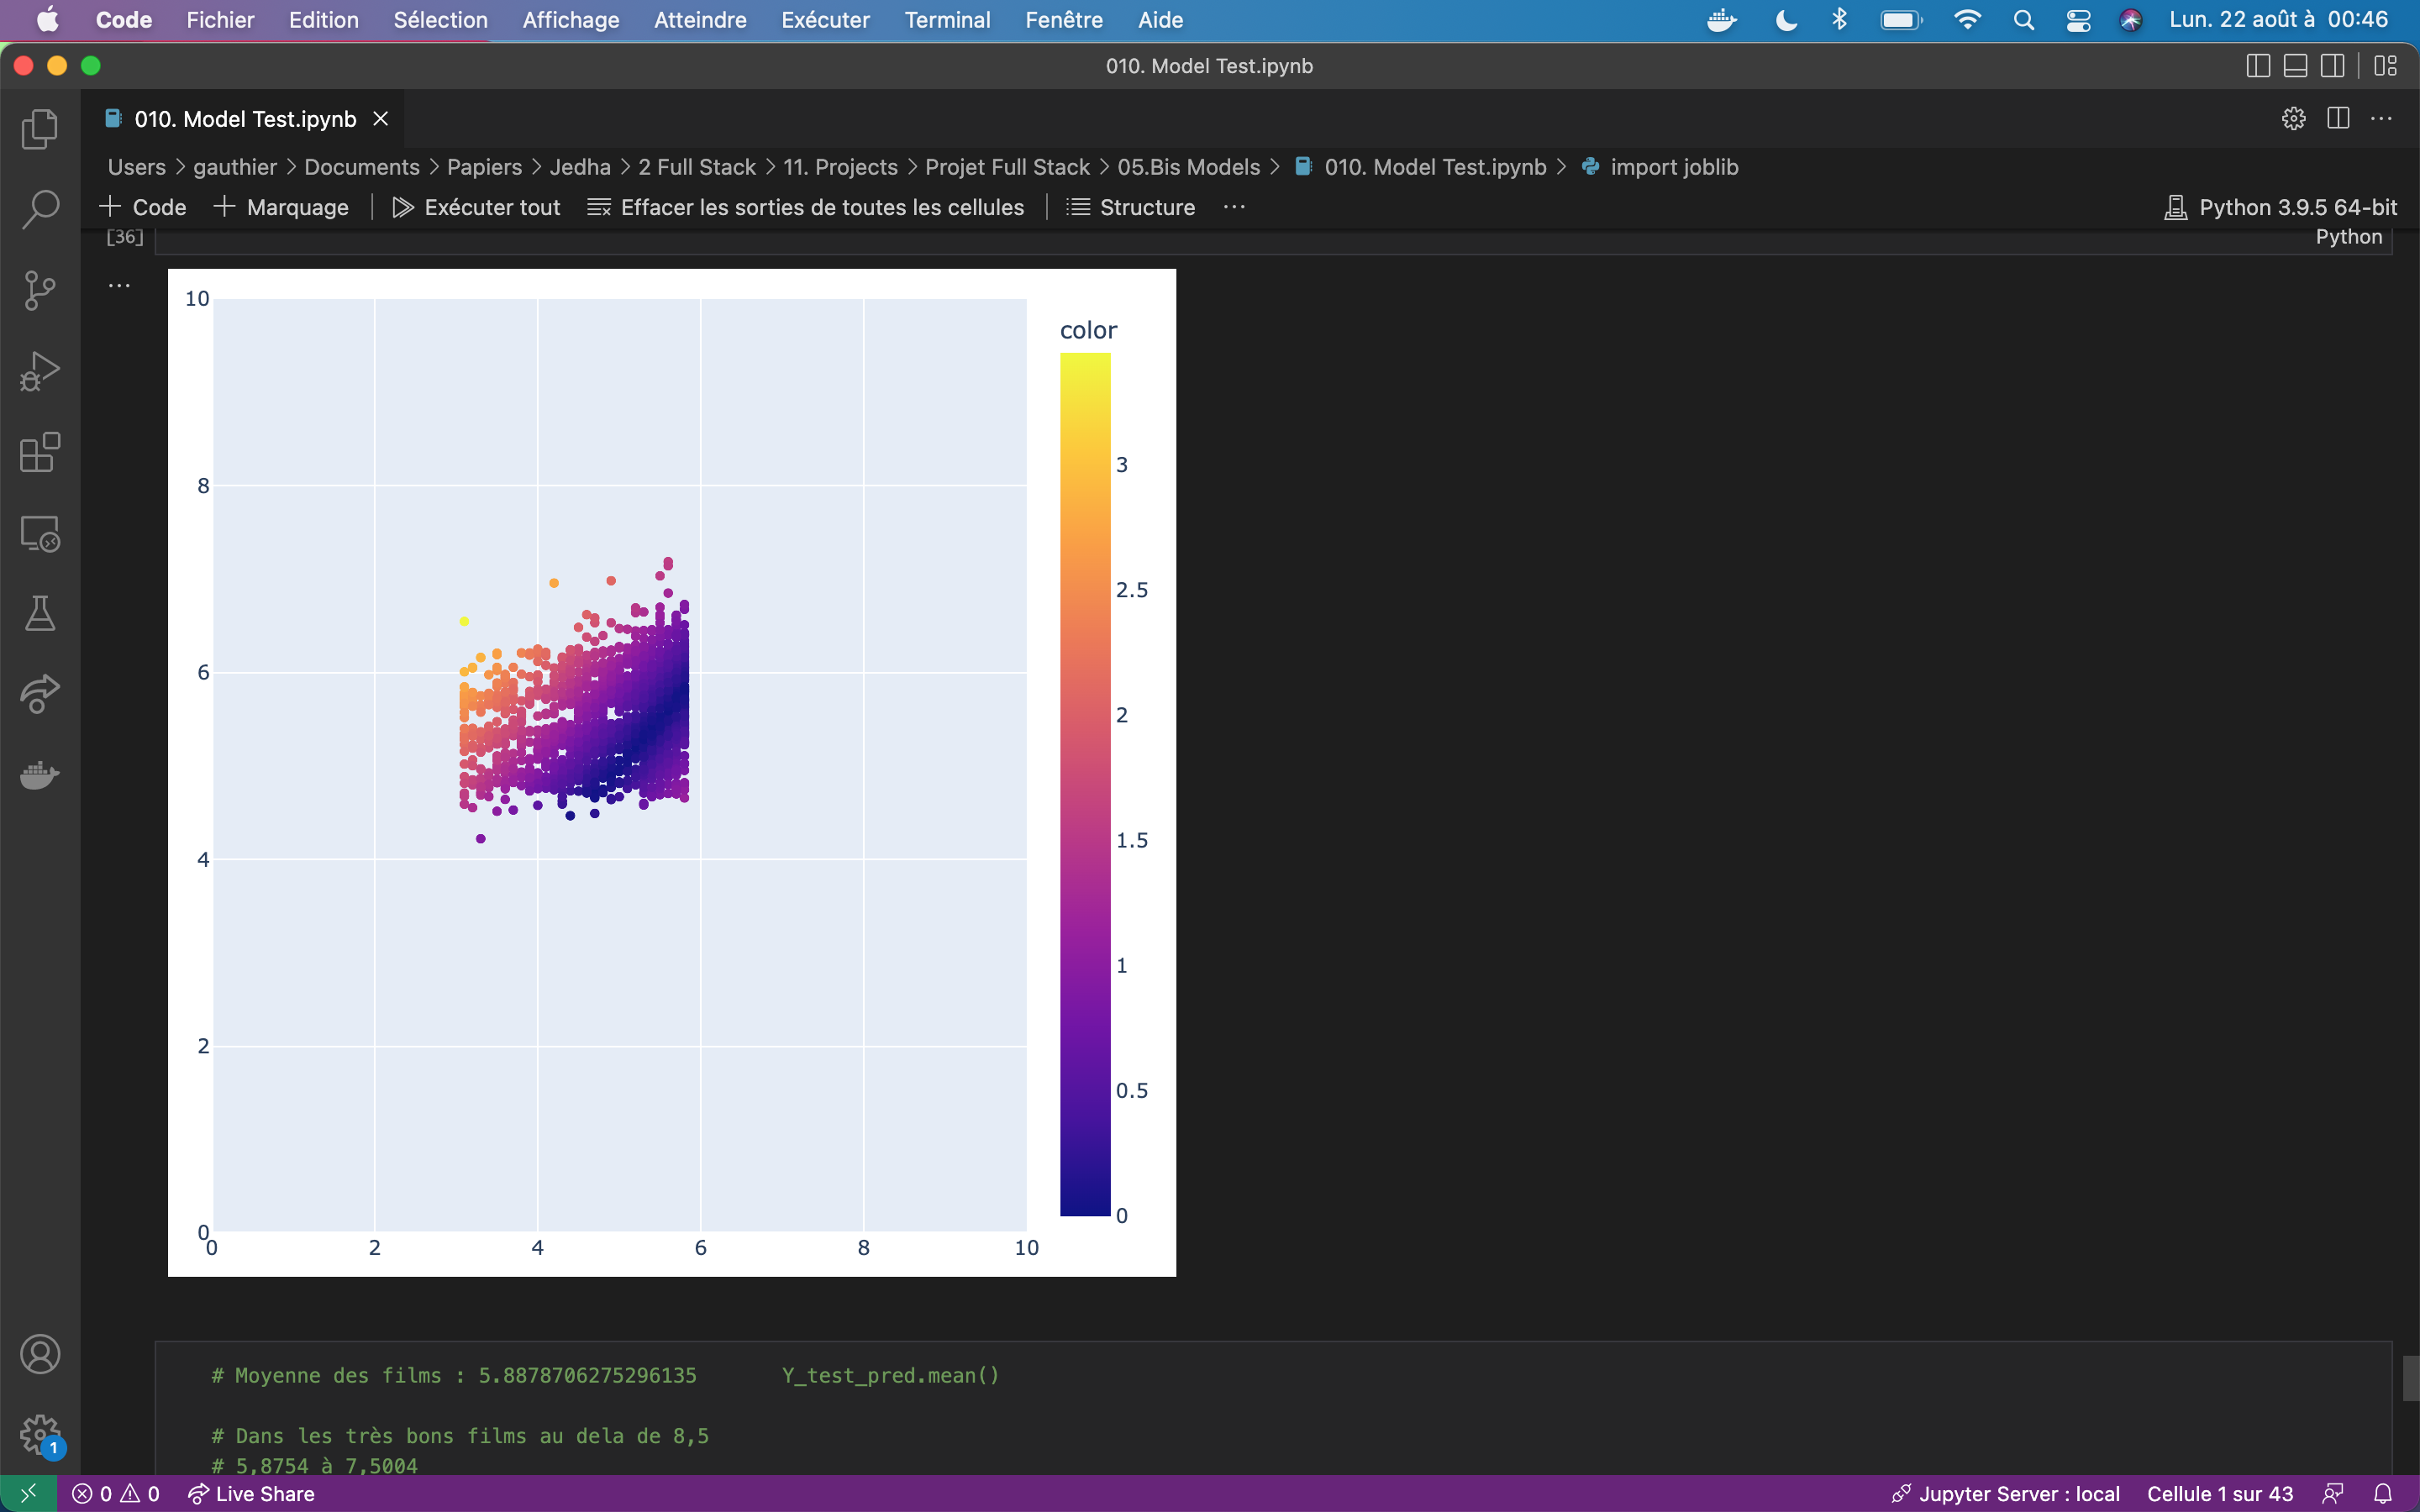 Code Fichier Edition Sélection Affichage Atteindre Exécuter Terminal Fenêtre Aide Lun. 22 août à 00:46
010. Model Test.ipynb
010. Model Test.ipynb
Users > gauthier > Documents > Papiers > Jedha > 2 Full Stack > 11. Projects > Projet Full Stack > 05.Bis Models > 010. Model Test.ipynb > import joblib
+ Code + Marquage Exécuter tout Effacer les sorties de toutes les cellules Structure ... Python 3.9.5 64-bit
[36] Python
...
10
8
6
4
2
0
0 2 4 6 8 10
color
3
2.5
2
1.5
1
0.5
0
# Moyenne des films : 5.8878706275296135 Y_test_pred.mean()
# Dans les très bons films au dela de 8,5
# 5,8754 à 7,5004
1
0 0 Live Share Jupyter Server : local Cellule 1 sur 43